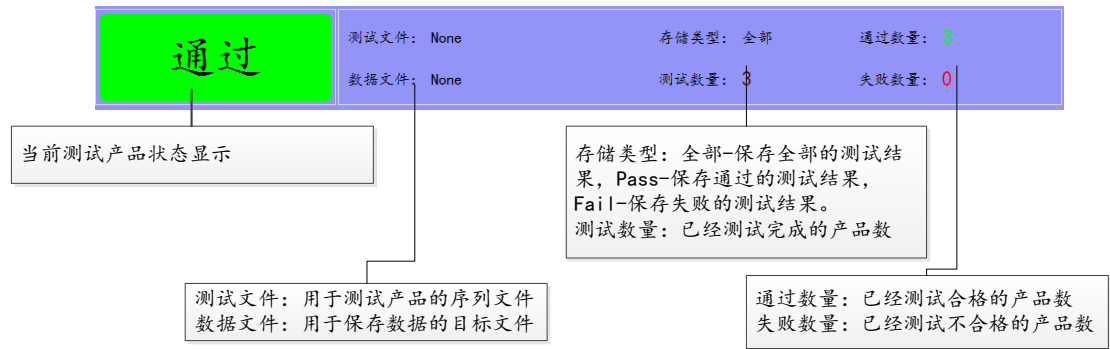 通过
测试文件: None
存储类型: 全部
通过数量: 3
数据文件: None
测试数量: 3
失败数量: 0
当前测试产品状态显示
存储类型: 全部-保存全部的测试结
果, Pass-保存通过的测试结果,
Fail-保存失败的测试结果。
测试数量: 已经测试完成的产品数
测试文件: 用于测试产品的序列文件
数据文件: 用于保存数据的目标文件
通过数量: 已经测试合格的产品数
失败数量: 已经测试不合格的产品数